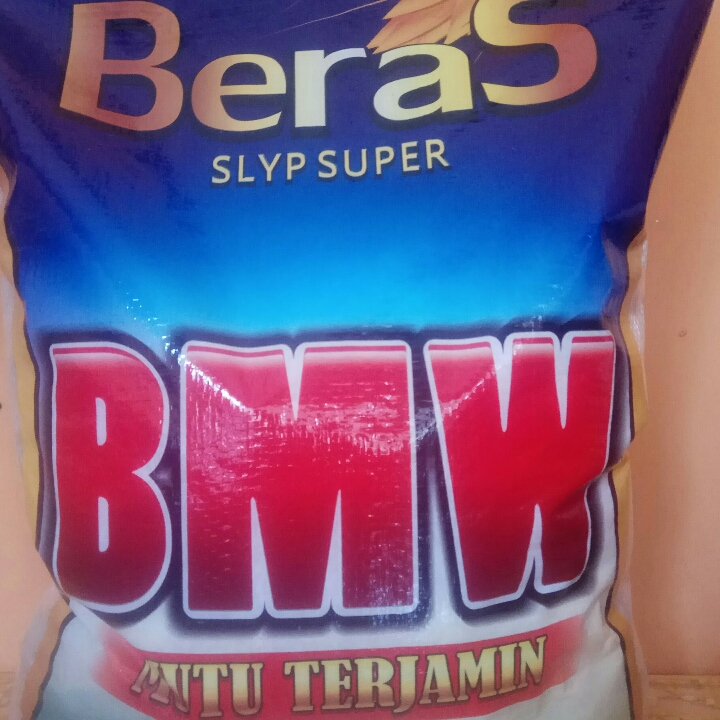 BeraS
SLYP SUPER
BMW
TERJAMIN